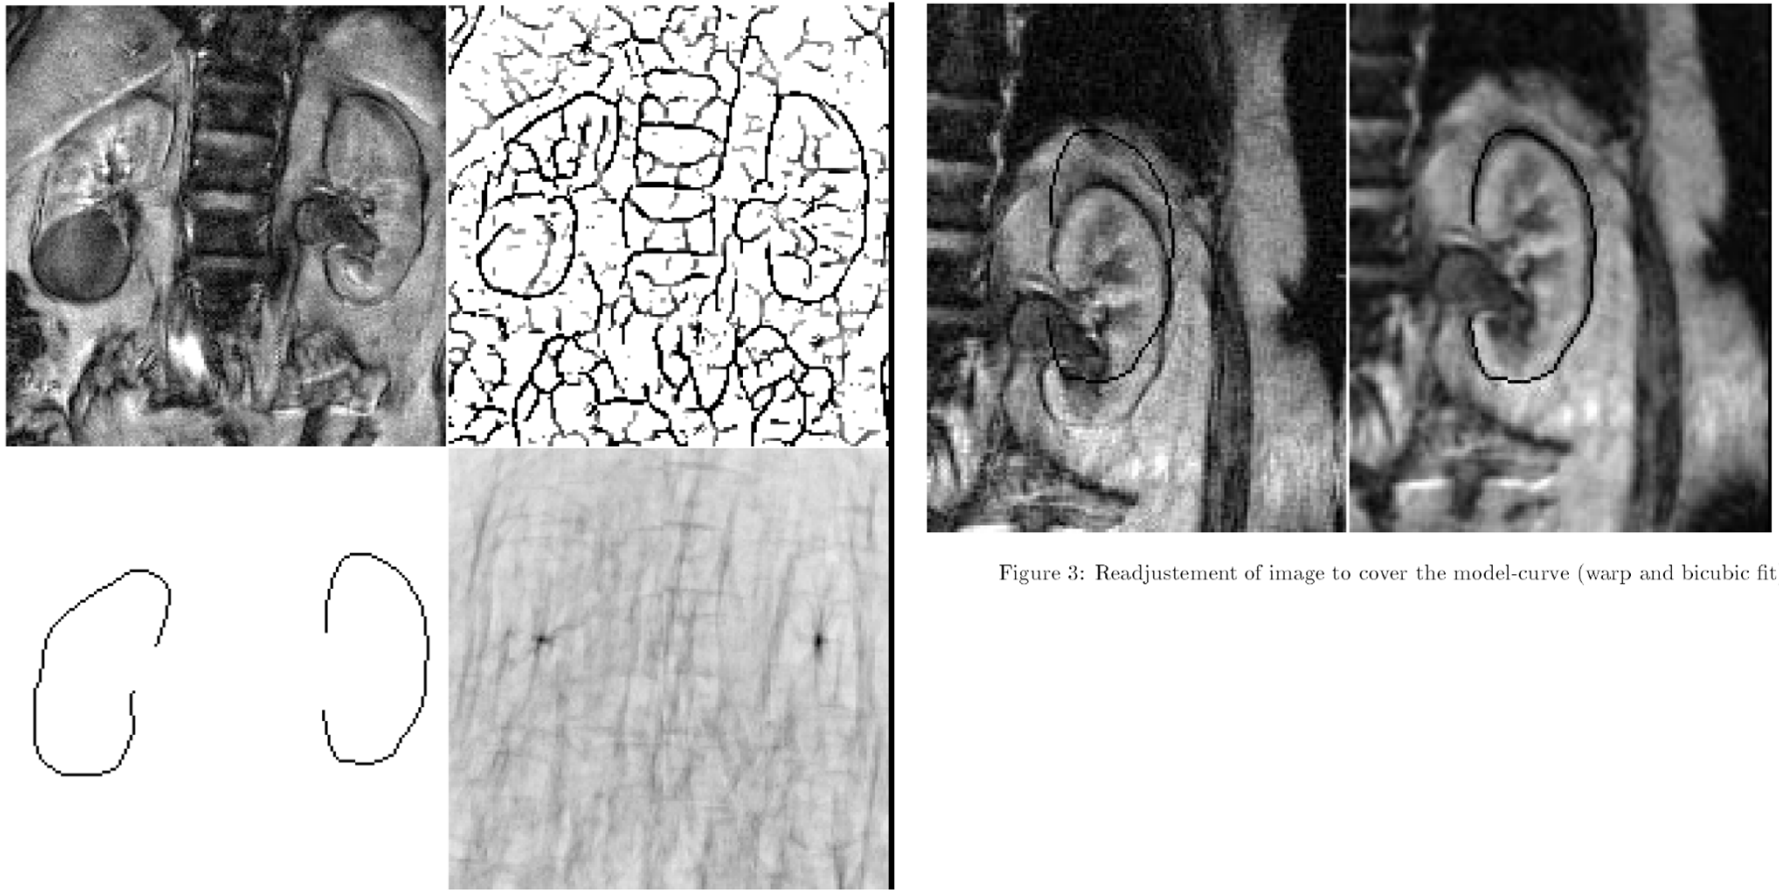 Figure 3: Readjustement of image to cover the model-curve (warp and bicubic fit